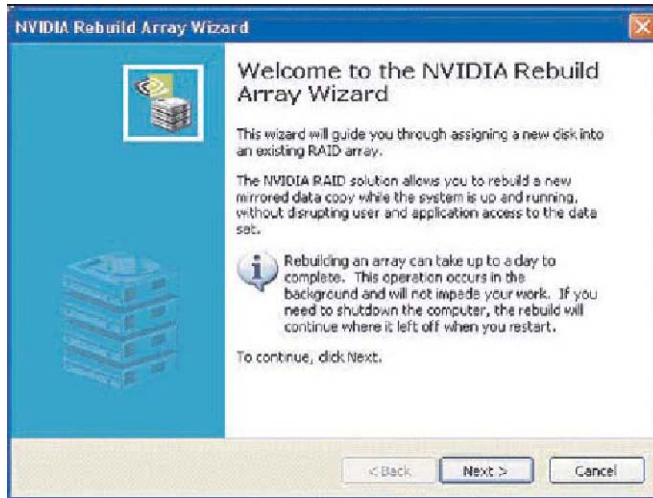 NVIDIA Rebuild Array Wizard
Welcome to the NVIDIA Rebuild
Array Wizard
This wizard will guide you through assigning a new disk into
an existing RAID array.
The NVIDIA RAID solution allows you to rebuild a new
mirrored data copy while the system is up and running,
without disrupting user and application access to the data
set.
Rebuilding an array can take up to a day to
complete. This operation occurs in the
background and will not impede your work. If you
need to shutdown the computer, the rebuild will
continue where it left off when you restart.
To continue, click Next.
< Back
Next >
Cancel